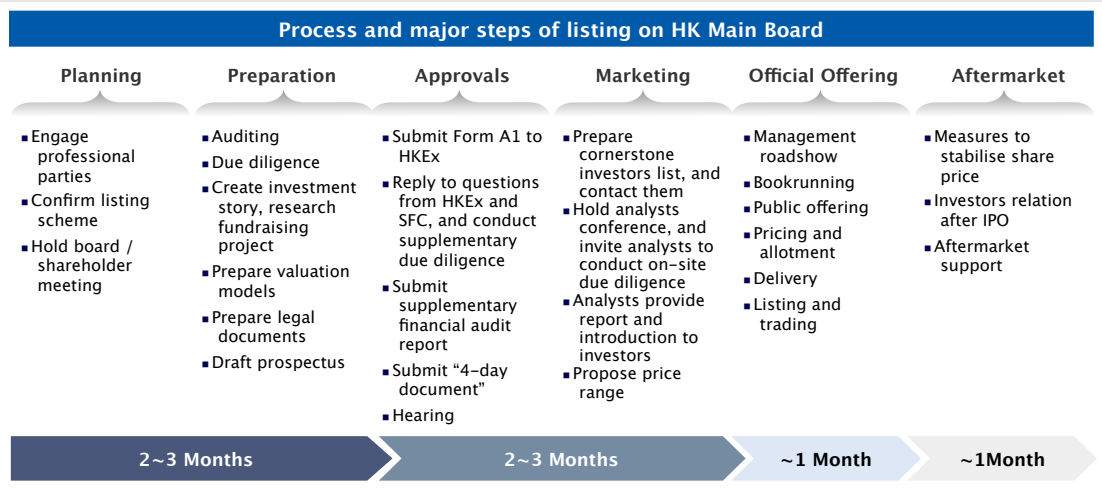 Process and major steps of listing on HK Main Board
Planning
■ Engage
professional
parties
■ Confirm listing
scheme
■ Hold board /
shareholder
meeting
Preparation
■ Auditing
■ Due diligence
■ Create investment
story, research
fundraising
project
■ Prepare valuation
models
■ Prepare legal
documents
■ Draft prospectus
Approvals
■ Submit Form A1 to
HKEx
■ Reply to questions
from HKEx and
SFC, and conduct
supplementary
due diligence
■ Submit
supplementary
financial audit
report
■ Submit “4-day
document”
■ Hearing
Marketing
■ Prepare
cornerstone
investors list, and
contact them
■ Hold analysts
conference, and
invite analysts to
conduct on-site
due diligence
■ Analysts provide
report and
introduction to
investors
■ Propose price
range
Official Offering
■ Management
roadshow
■ Bookrunning
■ Public offering
■ Pricing and
allotment
■ Delivery
■ Listing and
trading
Aftermarket
■ Measures to
stabilise share
price
■ Investors relation
after IPO
■ Aftermarket
support
2~3 Months
2~3 Months
~1 Month
~1Month